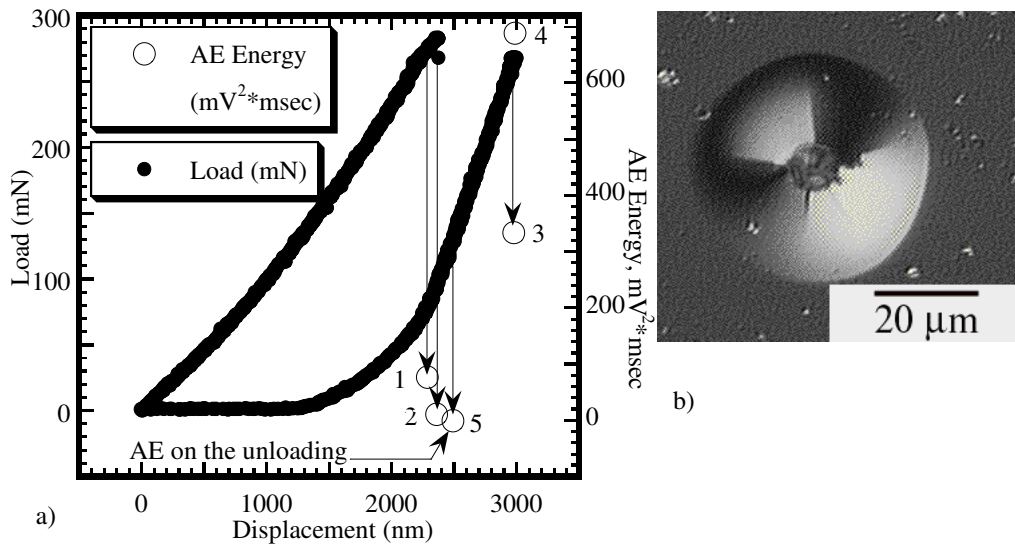 300
200
100
0
Load (mN)
AE Energy
(mV²*msec)
Load (mN)
4
3
1
2
5
AE on the unloading
600
400
200
0
AE Energy, mV²*msec
0 1000 2000 3000
Displacement (nm)
a)
20 µm
b)